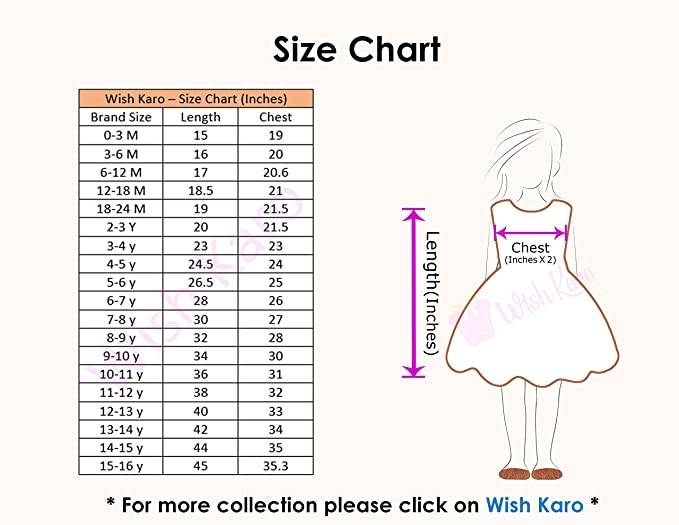 Size Chart
Wish Karo – Size Chart (Inches)
Brand Size Length Chest
0-3 M 15 19
3-6 M 16 20
6-12 M 17 20.6
12-18 M 18.5 21
18-24 M 19 21.5
2-3 Y 20 21.5
3-4 y 23 23
4-5 y 24.5 24
5-6 y 26.5 25
6-7 y 28 26
7-8 y 30 27
8-9 y 32 28
9-10 y 34 30
10-11 y 36 31
11-12 y 38 32
12-13 y 40 33
13-14 y 42 34
14-15 y 44 35
15-16 y 45 35.3
Wish Karo
Length(Inches)
Chest
(Inches X 2)
Wish Karo
* For more collection please click on Wish Karo *